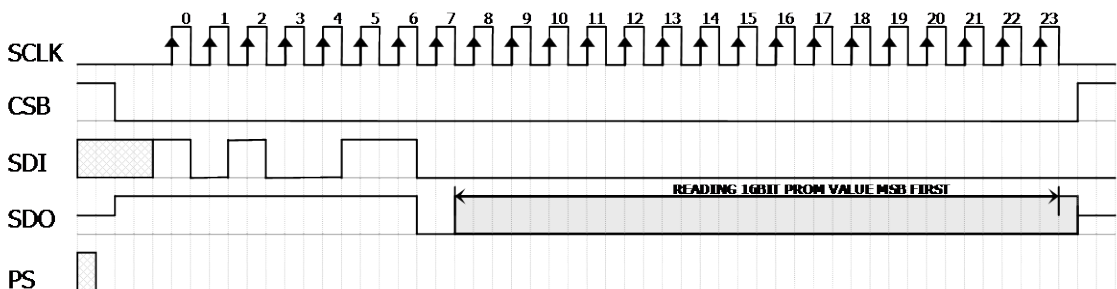 0 1 2 3 4 5 6 7 8 9 10 11 12 13 14 15 16 17 18 19 20 21 22 23
SCLK
CSB
SDI
READING 16BIT PROM VALUE MSB FIRST
SDO
PS